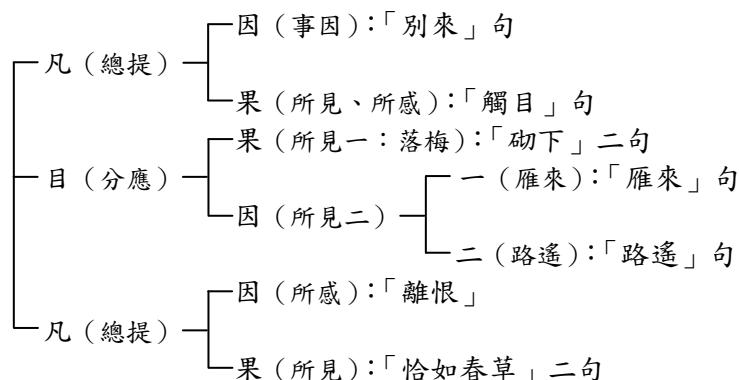 因（事因）：「別來」句
凡（總提）
果（所見、所感）：「觸目」句
果（所見一：落梅）：「砌下」二句
目（分應）
一（雁來）：「雁來」句
因（所見二）
二（路遙）：「路遙」句
因（所感）：「離恨」
凡（總提）
果（所見）：「恰如春草」二句